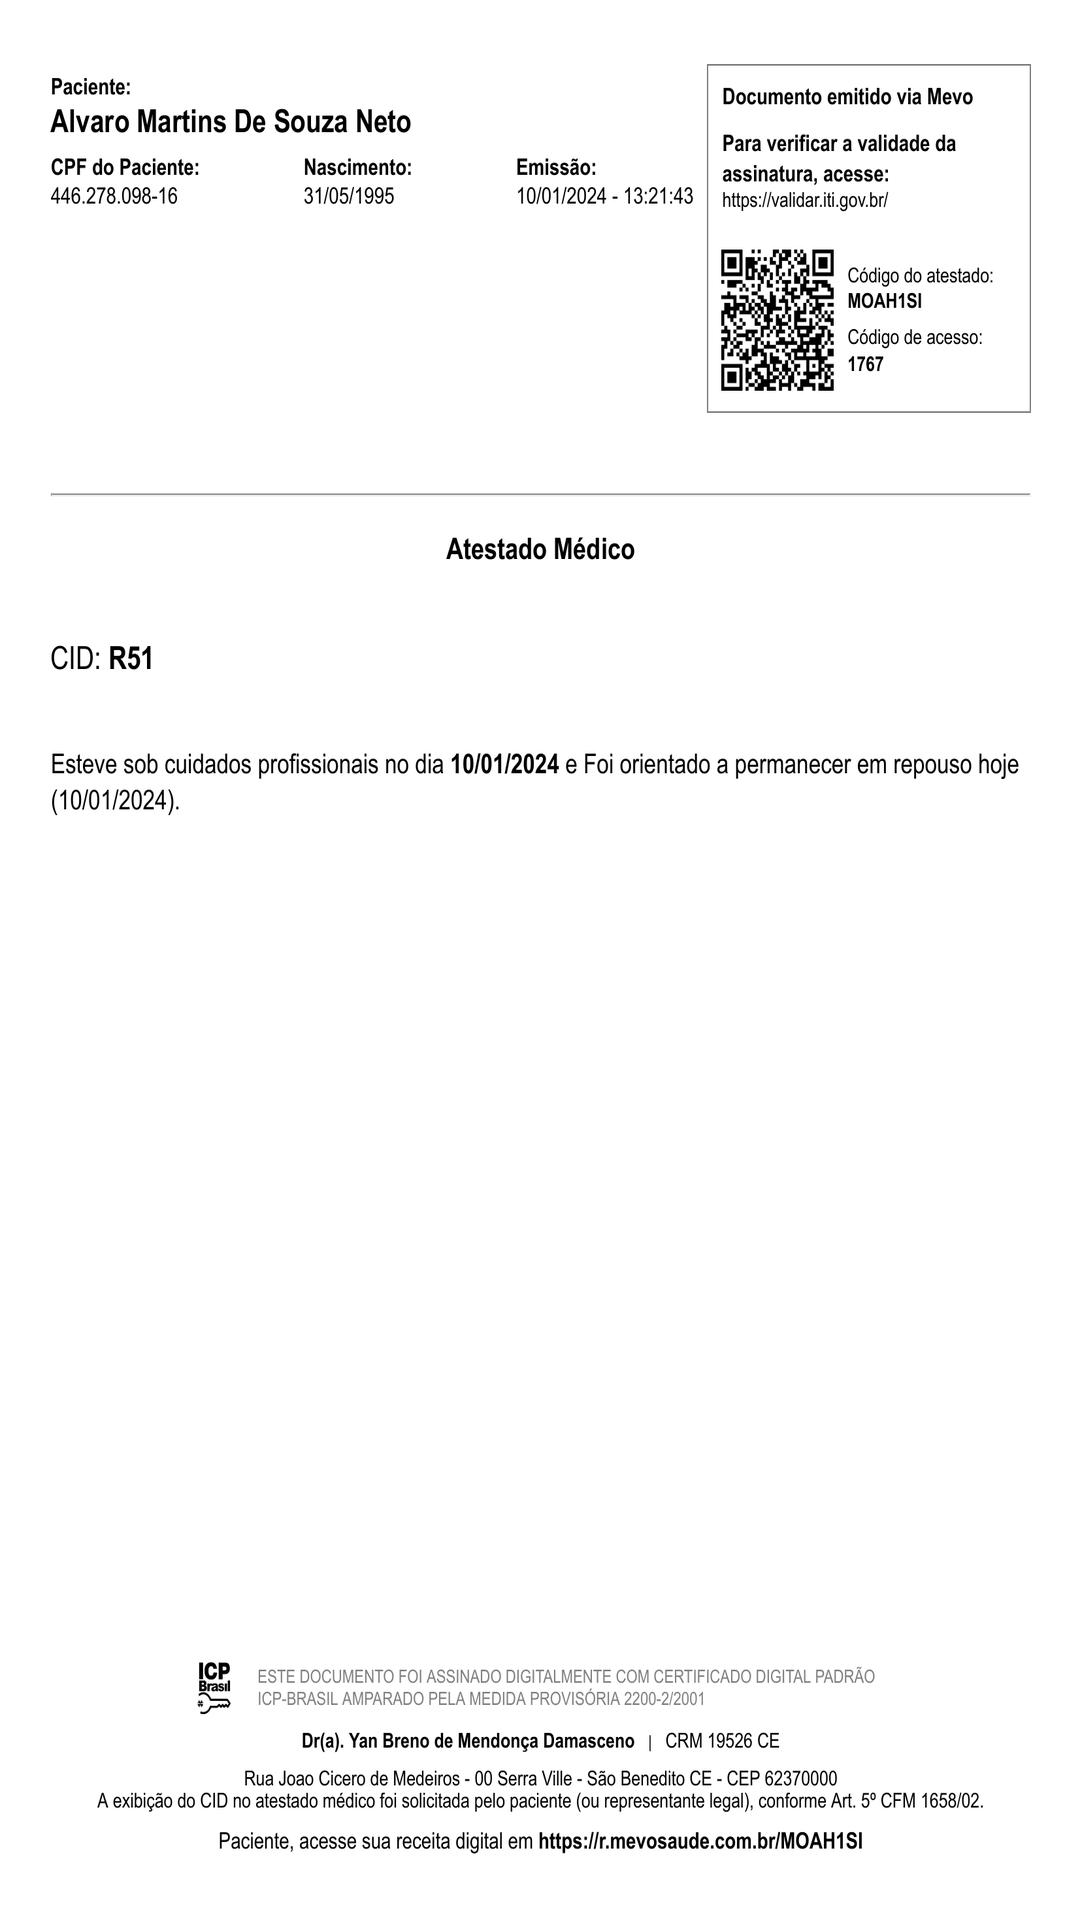 Paciente:
Alvaro Martins De Souza Neto
CPF do Paciente: Nascimento: Emissão:
446.278.098-16 31/05/1995 10/01/2024 - 13:21:43
Documento emitido via Mevo
Para verificar a validade da
assinatura, acesse:
https://validar.iti.gov.br/
Código do atestado:
MOAH1SI
Código de acesso:
1767
Atestado Médico
CID: R51
Esteve sob cuidados profissionais no dia 10/01/2024 e Foi orientado a permanecer em repouso hoje
(10/01/2024).
ICP
Brasil
ESTE DOCUMENTO FOI ASSINADO DIGITALMENTE COM CERTIFICADO DIGITAL PADRÃO
ICP-BRASIL AMPARADO PELA MEDIDA PROVISÓRIA 2200-2/2001
Dr(a). Yan Breno de Mendonça Damasceno | CRM 19526 CE
Rua Joao Cicero de Medeiros - 00 Serra Ville - São Benedito CE - CEP 62370000
A exibição do CID no atestado médico foi solicitada pelo paciente (ou representante legal), conforme Art. 5º CFM 1658/02.
Paciente, acesse sua receita digital em https://r.mevosaude.com.br/MOAH1SI